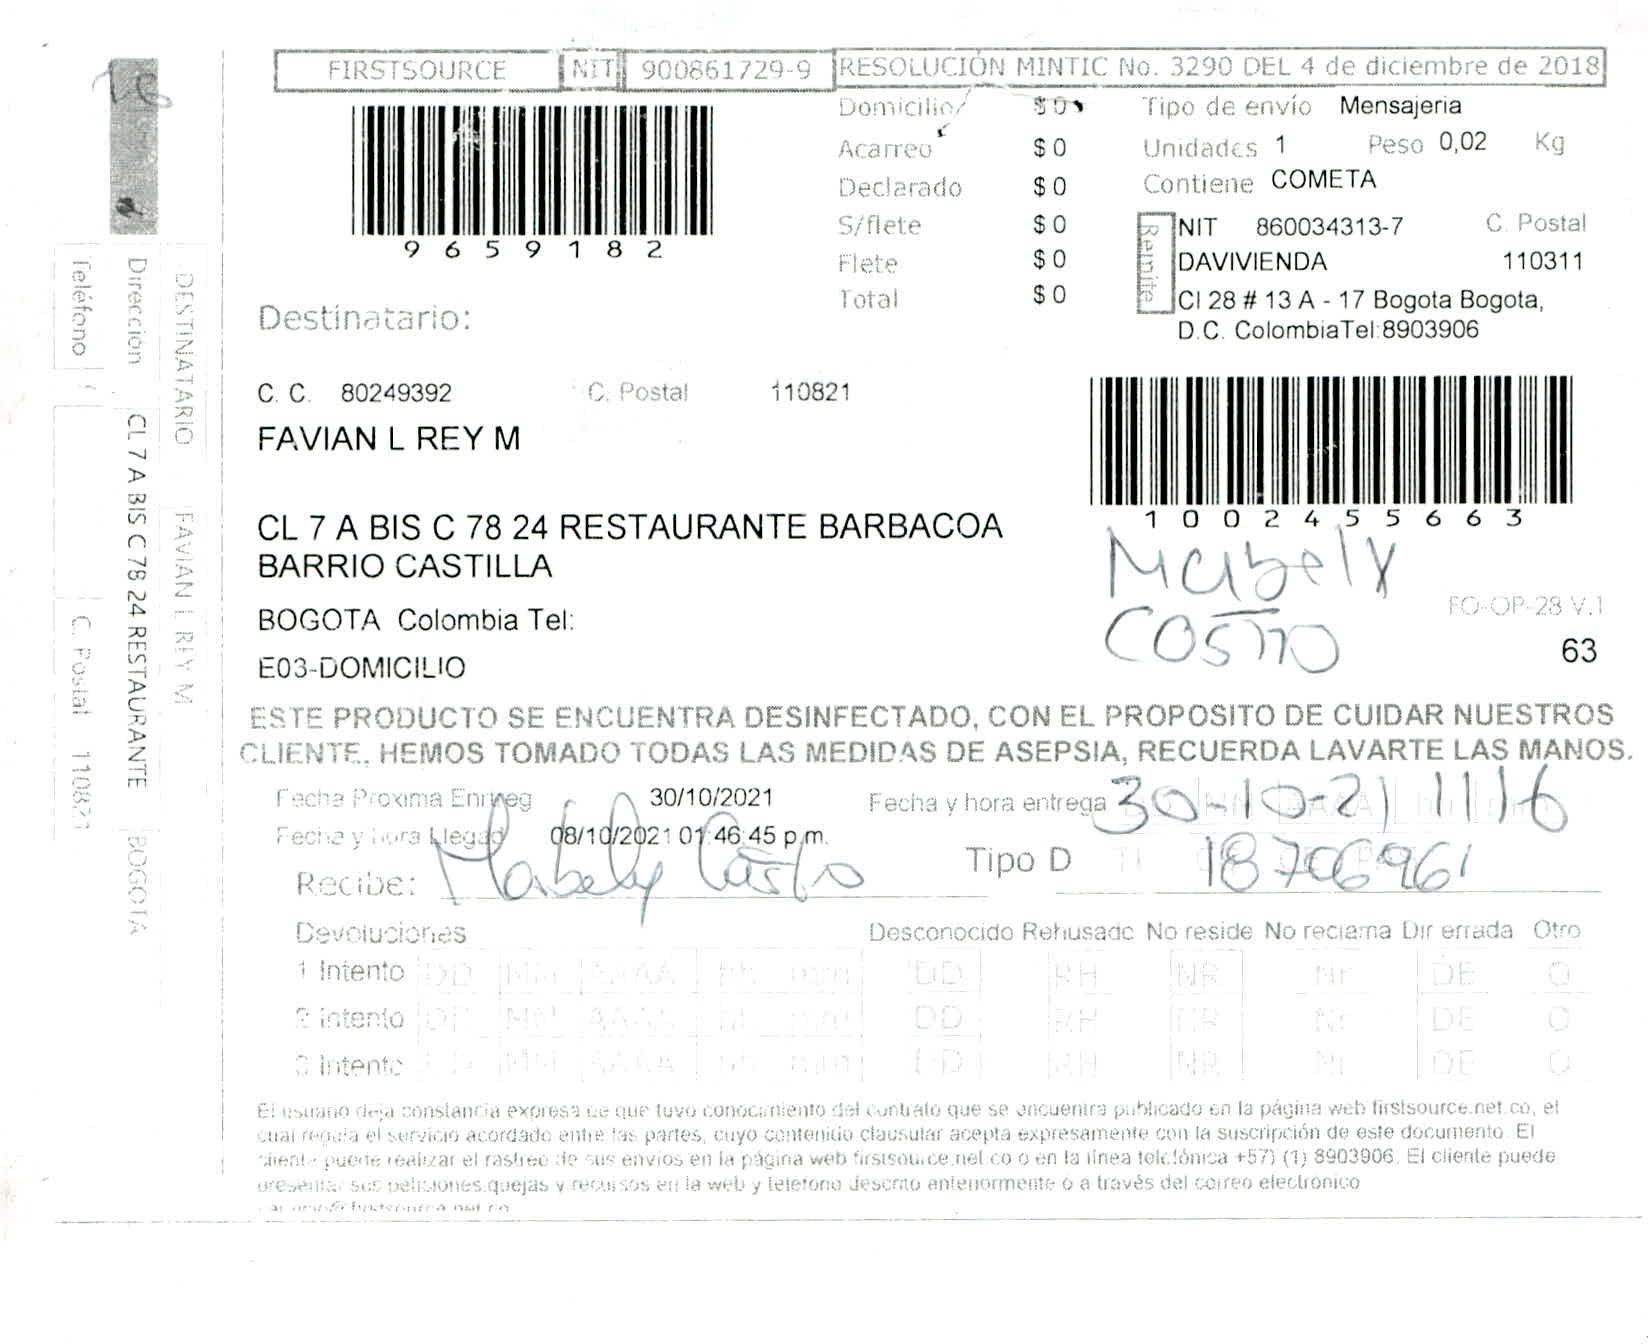 FIRSTSOURCE NIT 900861729-9 RESOLUCIÓN MINTIC No. 3290 DEL 4 de diciembre de 2018
9659182
Domicilio/ $ 0
Acarreo $ 0
Declarado $ 0
S/flete $ 0
Flete $ 0
Total $ 0
Tipo de envío Mensajeria
Unidades 1 Peso 0,02 Kg
Contiene COMETA
Remite
NIT 860034313-7 C. Postal
DAVIVIENDA 110311
Cl 28 # 13 A - 17 Bogota Bogota,
D.C. ColombiaTel:8903906
Destinatario:
C. C. 80249392 C. Postal 110821
FAVIAN L REY M
CL 7 A BIS C 78 24 RESTAURANTE BARBACOA
BARRIO CASTILLA
BOGOTA Colombia Tel:
E03-DOMICILIO
1002455663
Mabely
Castro
FO-OP-28 V.1
63
ESTE PRODUCTO SE ENCUENTRA DESINFECTADO, CON EL PROPOSITO DE CUIDAR NUESTROS
CLIENTE. HEMOS TOMADO TODAS LAS MEDIDAS DE ASEPSIA, RECUERDA LAVARTE LAS MANOS.
Fecha Proxima Entreg 30/10/2021 Fecha y hora entrega 30-10-21 1116
Fecha y hora Llegad 08/10/2021 01:46:45 p.m.
Recibe: Mabely Castro Tipo D 18706961
Devoluciones Desconocido Rehusado No reside No reclama Dir errada Otro
1 Intento DD MM AAAA hh mm DD RH NR Nr DE O
2 Intento DD MM AAAA hh mm DD RH NR Nr DE O
3 Intento DD MM AAAA hh mm DD RH NR Nr DE O
El usuario deja constancia expresa de que tuvo conocimiento del contrato que se encuentra publicado en la página web firstsource.net.co, el
cual regula el servicio acordado entre las partes, cuyo contenido clausular acepta expresamente con la suscripción de este documento. El
cliente puede realizar el rastreo de sus envios en la página web firstsource.net.co o en la línea telefónica +57) (1) 8903906. El cliente puede
presentar sus peticiones,quejas y recursos en la web y telefono descrito anteriormente o a través del correo electronico
DESTINATARIO FAVIAN L REY M
Dirección CL 7 A BIS C 78 24 RESTAURANTE BOGOTA
Teléfono C. Postal 110821